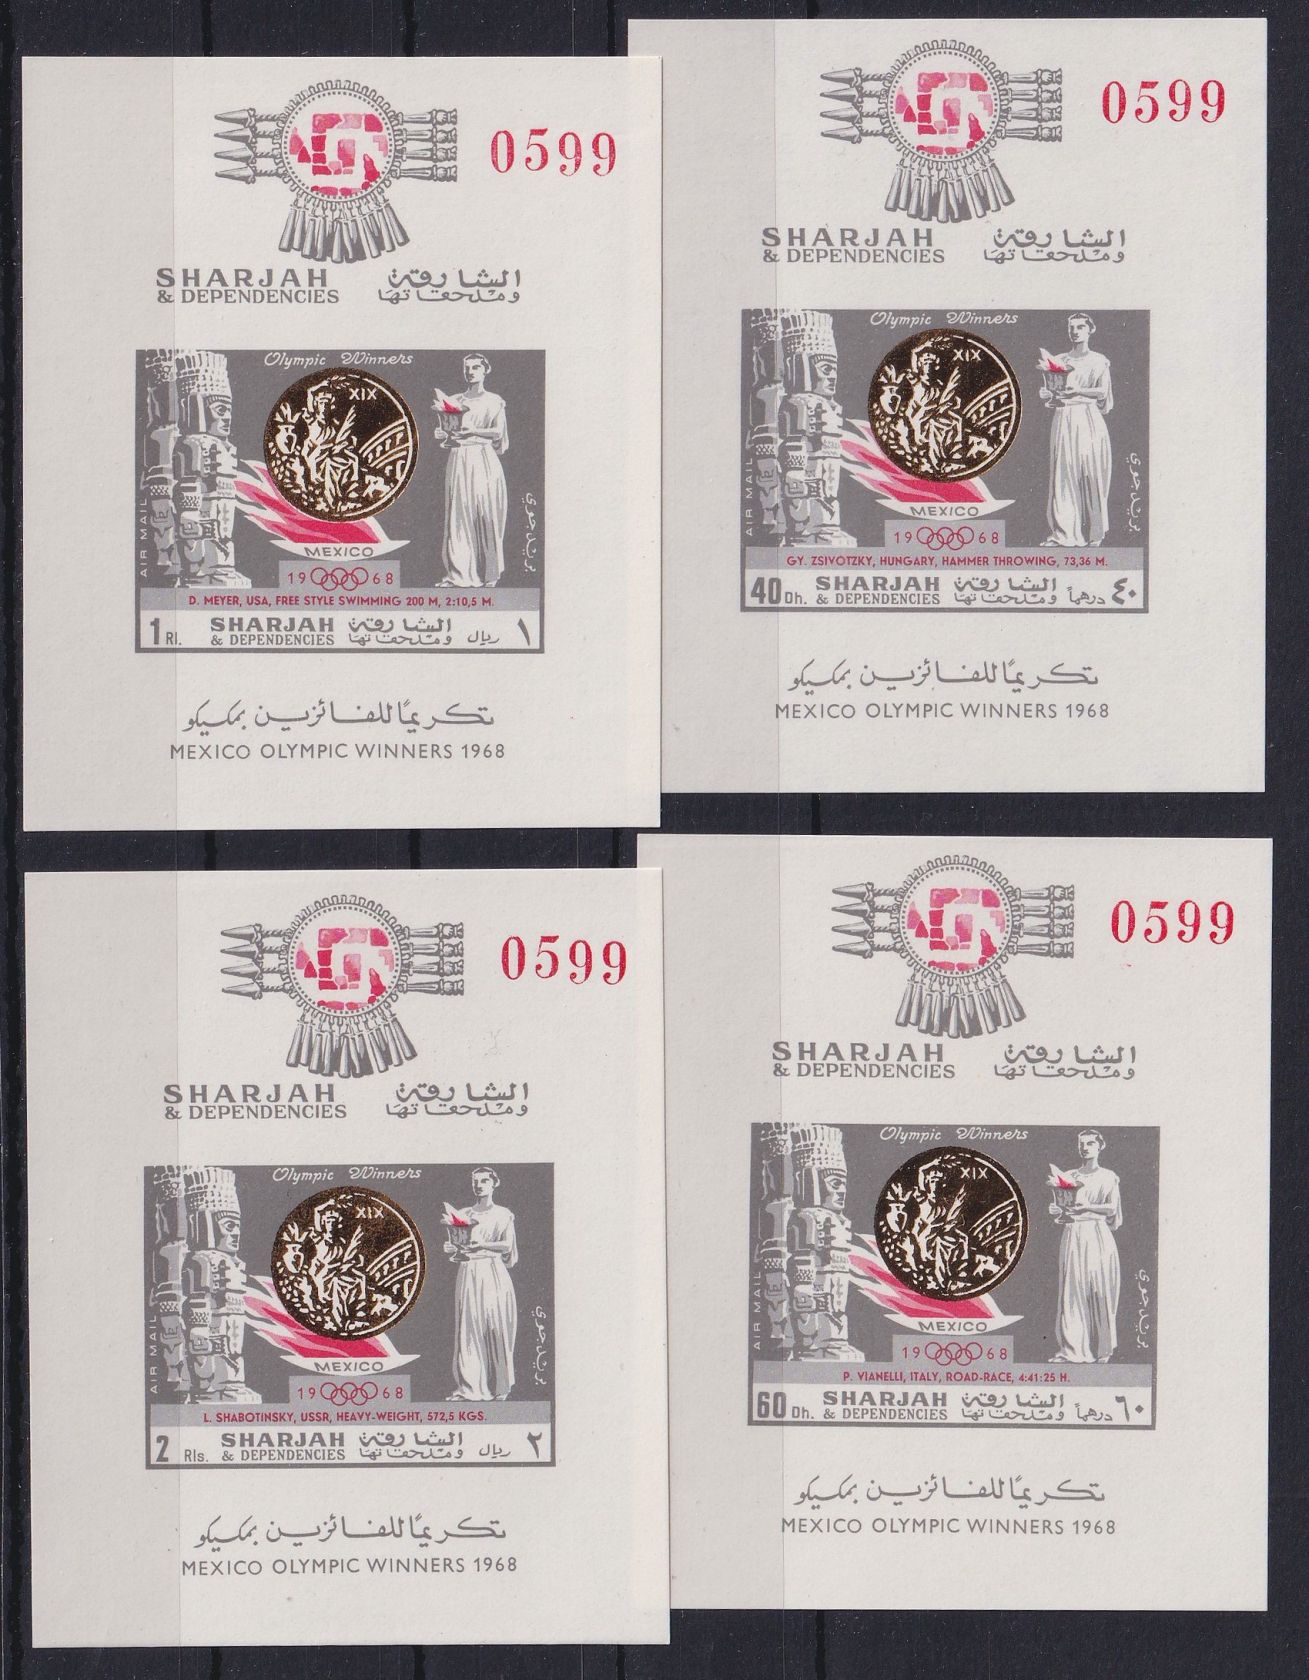 0599
SHARJAH الشارقة
& DEPENDENCIES وملحقاتها
Olympic Winners
XIX
AIR MAIL
بريد جوي
MEXICO
1968
D. MEYER, USA, FREE STYLE SWIMMING 200 M, 2:10,5 M.
1 Rl. SHARJAH الشارقة ريال ١
& DEPENDENCIES وملحقاتها
تكريمًا للفائزين بمكسيكو
MEXICO OLYMPIC WINNERS 1968
0599
SHARJAH الشارقة
& DEPENDENCIES وملحقاتها
Olympic Winners
XIX
AIR MAIL
بريد جوي
MEXICO
1968
GY. ZSIVOTZKY, HUNGARY, HAMMER THROWING, 73,36 M.
40 Dh. SHARJAH الشارقة درهماً ٤٠
& DEPENDENCIES وملحقاتها
تكريمًا للفائزين بمكسيكو
MEXICO OLYMPIC WINNERS 1968
0599
SHARJAH الشارقة
& DEPENDENCIES وملحقاتها
Olympic Winners
XIX
AIR MAIL
بريد جوي
MEXICO
1968
L. SHABOTINSKY, USSR, HEAVY-WEIGHT, 572,5 KGS.
2 Rls. SHARJAH الشارقة ريال ٢
& DEPENDENCIES وملحقاتها
تكريمًا للفائزين بمكسيكو
MEXICO OLYMPIC WINNERS 1968
0599
SHARJAH الشارقة
& DEPENDENCIES وملحقاتها
Olympic Winners
XIX
AIR MAIL
بريد جوي
MEXICO
1968
P. VIANELLI, ITALY, ROAD-RACE, 4:41:25 H.
60 Dh. SHARJAH الشارقة درهماً ٦٠
& DEPENDENCIES وملحقاتها
تكريمًا للفائزين بمكسيكو
MEXICO OLYMPIC WINNERS 1968